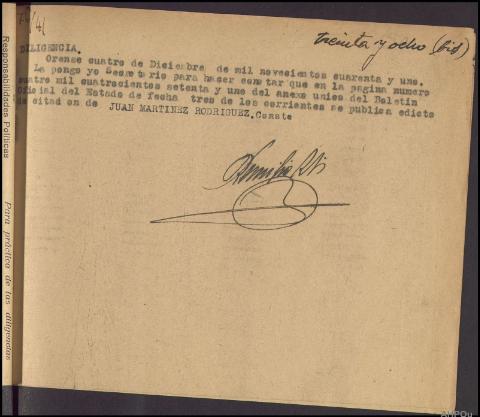 treinta y ocho (bis)
DILIGENCIA.
Orense cuatro de Diciembre de mil novecientos cuarenta y uno.
La pongo yo Secretario para hacer constar que en la pagina numero
cuatro mil cuatrocientos setenta y uno del anexo unico del Boletin
Oficial del Estado de fecha tres de los corrientes se publica edicto
de citad on de JUAN MARTINEZ RODRIGUEZ, Conste
Responsabilidades Políticas
Para práctica de las diligencias
AHPOu